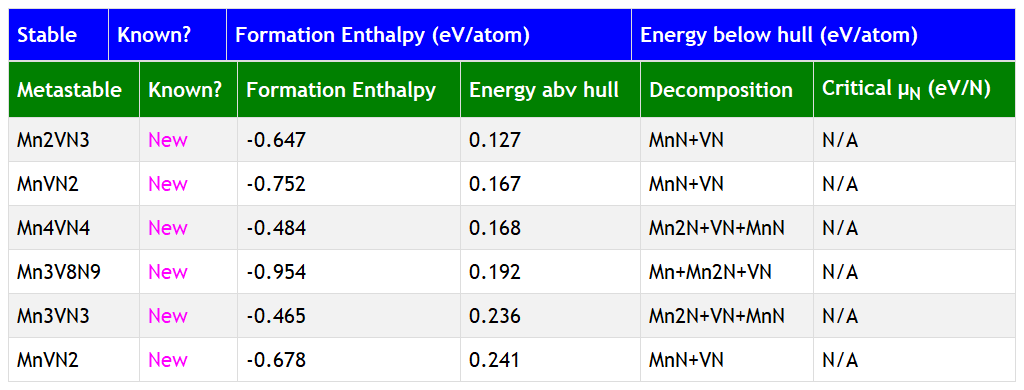 Stable Known? Formation Enthalpy (eV/atom) Energy below hull (eV/atom)
Metastable Known? Formation Enthalpy Energy abv hull Decomposition Critical μN (eV/N)
Mn2VN3 New -0.647 0.127 MnN+VN N/A
MnVN2 New -0.752 0.167 MnN+VN N/A
Mn4VN4 New -0.484 0.168 Mn2N+VN+MnN N/A
Mn3V8N9 New -0.954 0.192 Mn+Mn2N+VN N/A
Mn3VN3 New -0.465 0.236 Mn2N+VN+MnN N/A
MnVN2 New -0.678 0.241 MnN+VN N/A